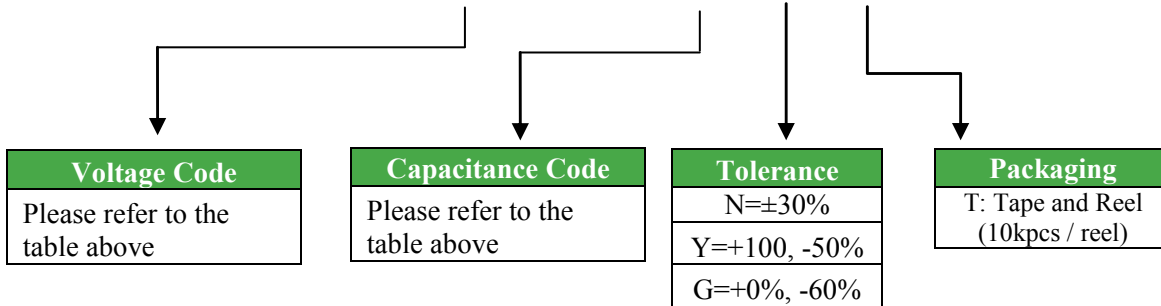 Voltage Code
Please refer to the
table above
Capacitance Code
Please refer to the
table above
Tolerance
N=±30%
Y=+100, -50%
G=+0%, -60%
Packaging
T: Tape and Reel
(10kpcs / reel)